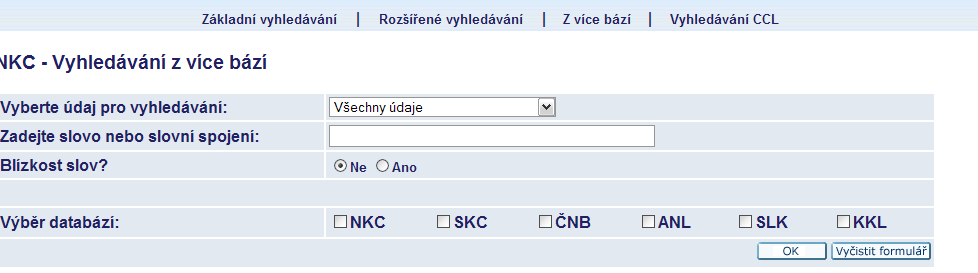 Základní vyhledávání | Rozšířené vyhledávání | Z více bází | Vyhledávání CCL
NKC - Vyhledávání z více bází
Vyberte údaj pro vyhledávání: Všechny údaje
Zadejte slovo nebo slovní spojení:
Blízkost slov? Ne Ano
Výběr databází: NKC SKC ČNB ANL SLK KKL
OK Vyčistit formulář